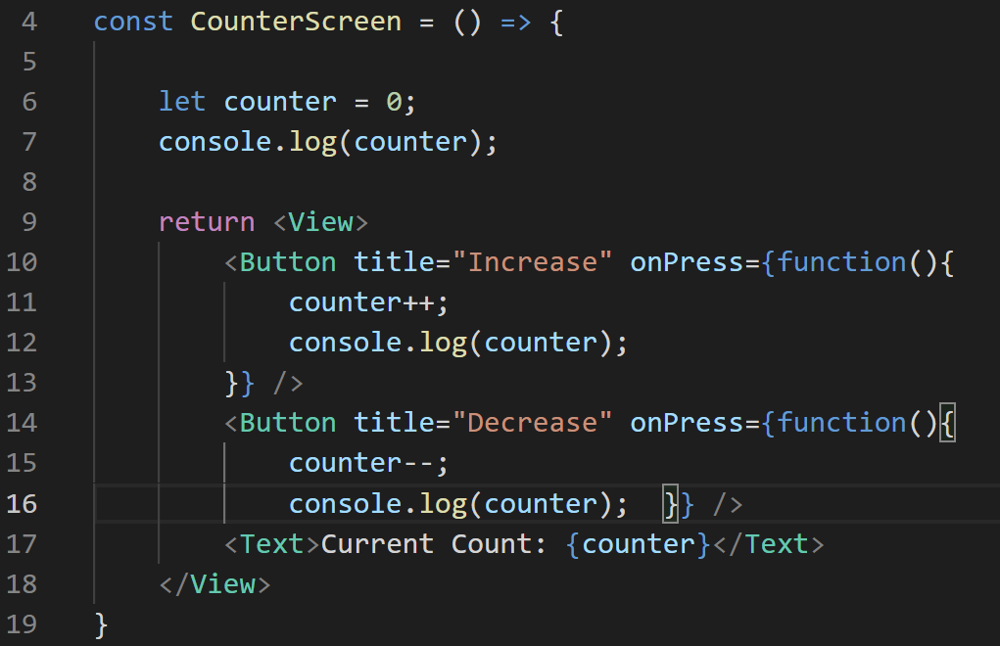 4 const CounterScreen = () => {
5
6 let counter = 0;
7 console.log(counter);
8
9 return <View>
10 <Button title="Increase" onPress={function(){
11 counter++;
12 console.log(counter);
13 }} />
14 <Button title="Decrease" onPress={function(){
15 counter--;
16 console.log(counter);  }} />
17 <Text>Current Count: {counter}</Text>
18 </View>
19 }